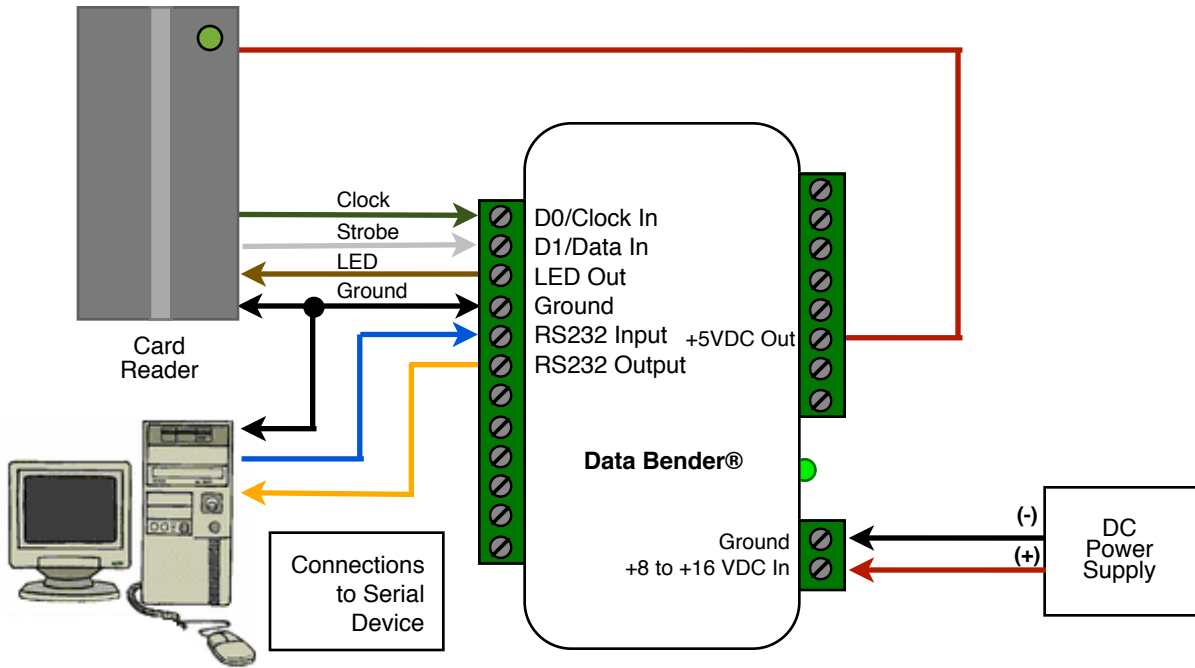 Clock
Strobe
LED
Ground
Card
Reader
D0/Clock In
D1/Data In
LED Out
Ground
RS232 Input
RS232 Output
+5VDC Out
Data Bender®
Ground
+8 to +16 VDC In
(-)
(+)
DC
Power
Supply
Connections
to Serial
Device